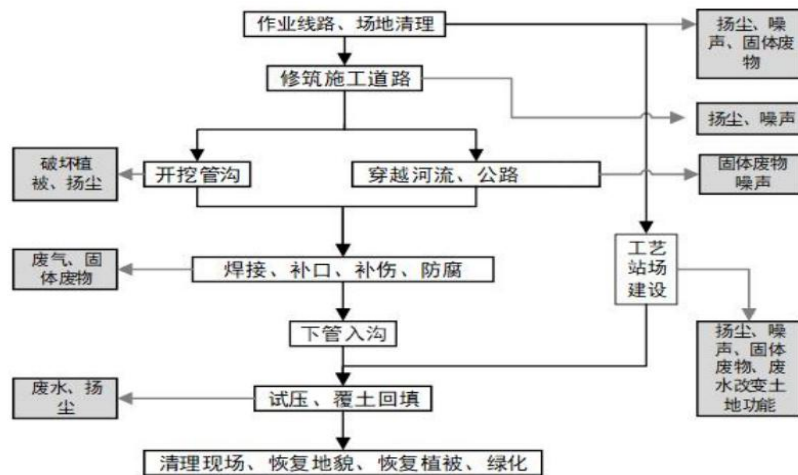 作业线路、场地清理
扬尘、噪
声、固体废
物
修筑施工道路
扬尘、噪声
破坏植
被、扬尘
开挖管沟
穿越河流、公路
固体废物
噪声
废气、固
体废物
焊接、补口、补伤、防腐
工艺
站场
建设
下管入沟
扬尘、噪
声、固体
废物、废
水改变土
地功能
废水、扬
尘
试压、覆土回填
清理现场、恢复地貌、恢复植被、绿化